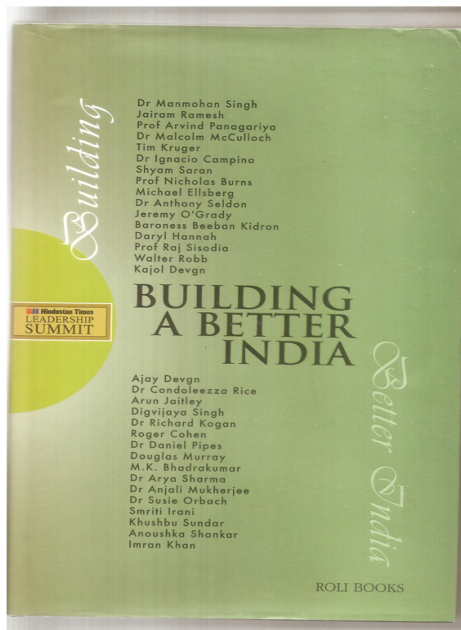 Building
Dr Manmohan Singh
Jairam Ramesh
Prof Arvind Panagariya
Dr Malcolm McCulloch
Tim Kruger
Dr Ignacio Campino
Shyam Saran
Prof Nicholas Burns
Michael Ellsberg
Dr Anthony Seldon
Jeremy O'Grady
Baroness Beeban Kidron
Daryl Hannah
Prof Raj Sisodia
Walter Robb
Kajol Devgn
BUILDING
A BETTER
INDIA
Hindustan Times
LEADERSHIP
SUMMIT
Ajay Devgn
Dr Condoleezza Rice
Arun Jaitley
Digvijaya Singh
Dr Richard Kogan
Roger Cohen
Dr Daniel Pipes
Douglas Murray
M.K. Bhadrakumar
Dr Arya Sharma
Dr Anjali Mukherjee
Dr Susie Orbach
Smriti Irani
Khushbu Sundar
Anoushka Shankar
Imran Khan
Better India
ROLI BOOKS